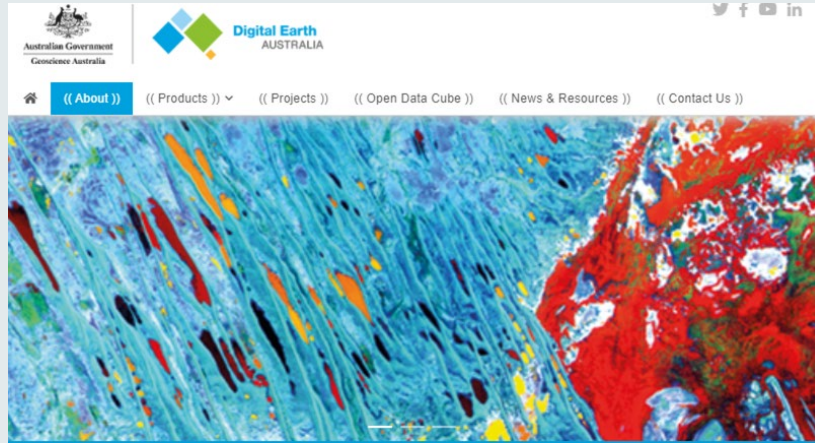 Australian Government
Geoscience Australia
Digital Earth
AUSTRALIA
(( About ))
(( Products ))
(( Projects ))
(( Open Data Cube ))
(( News & Resources ))
(( Contact Us ))